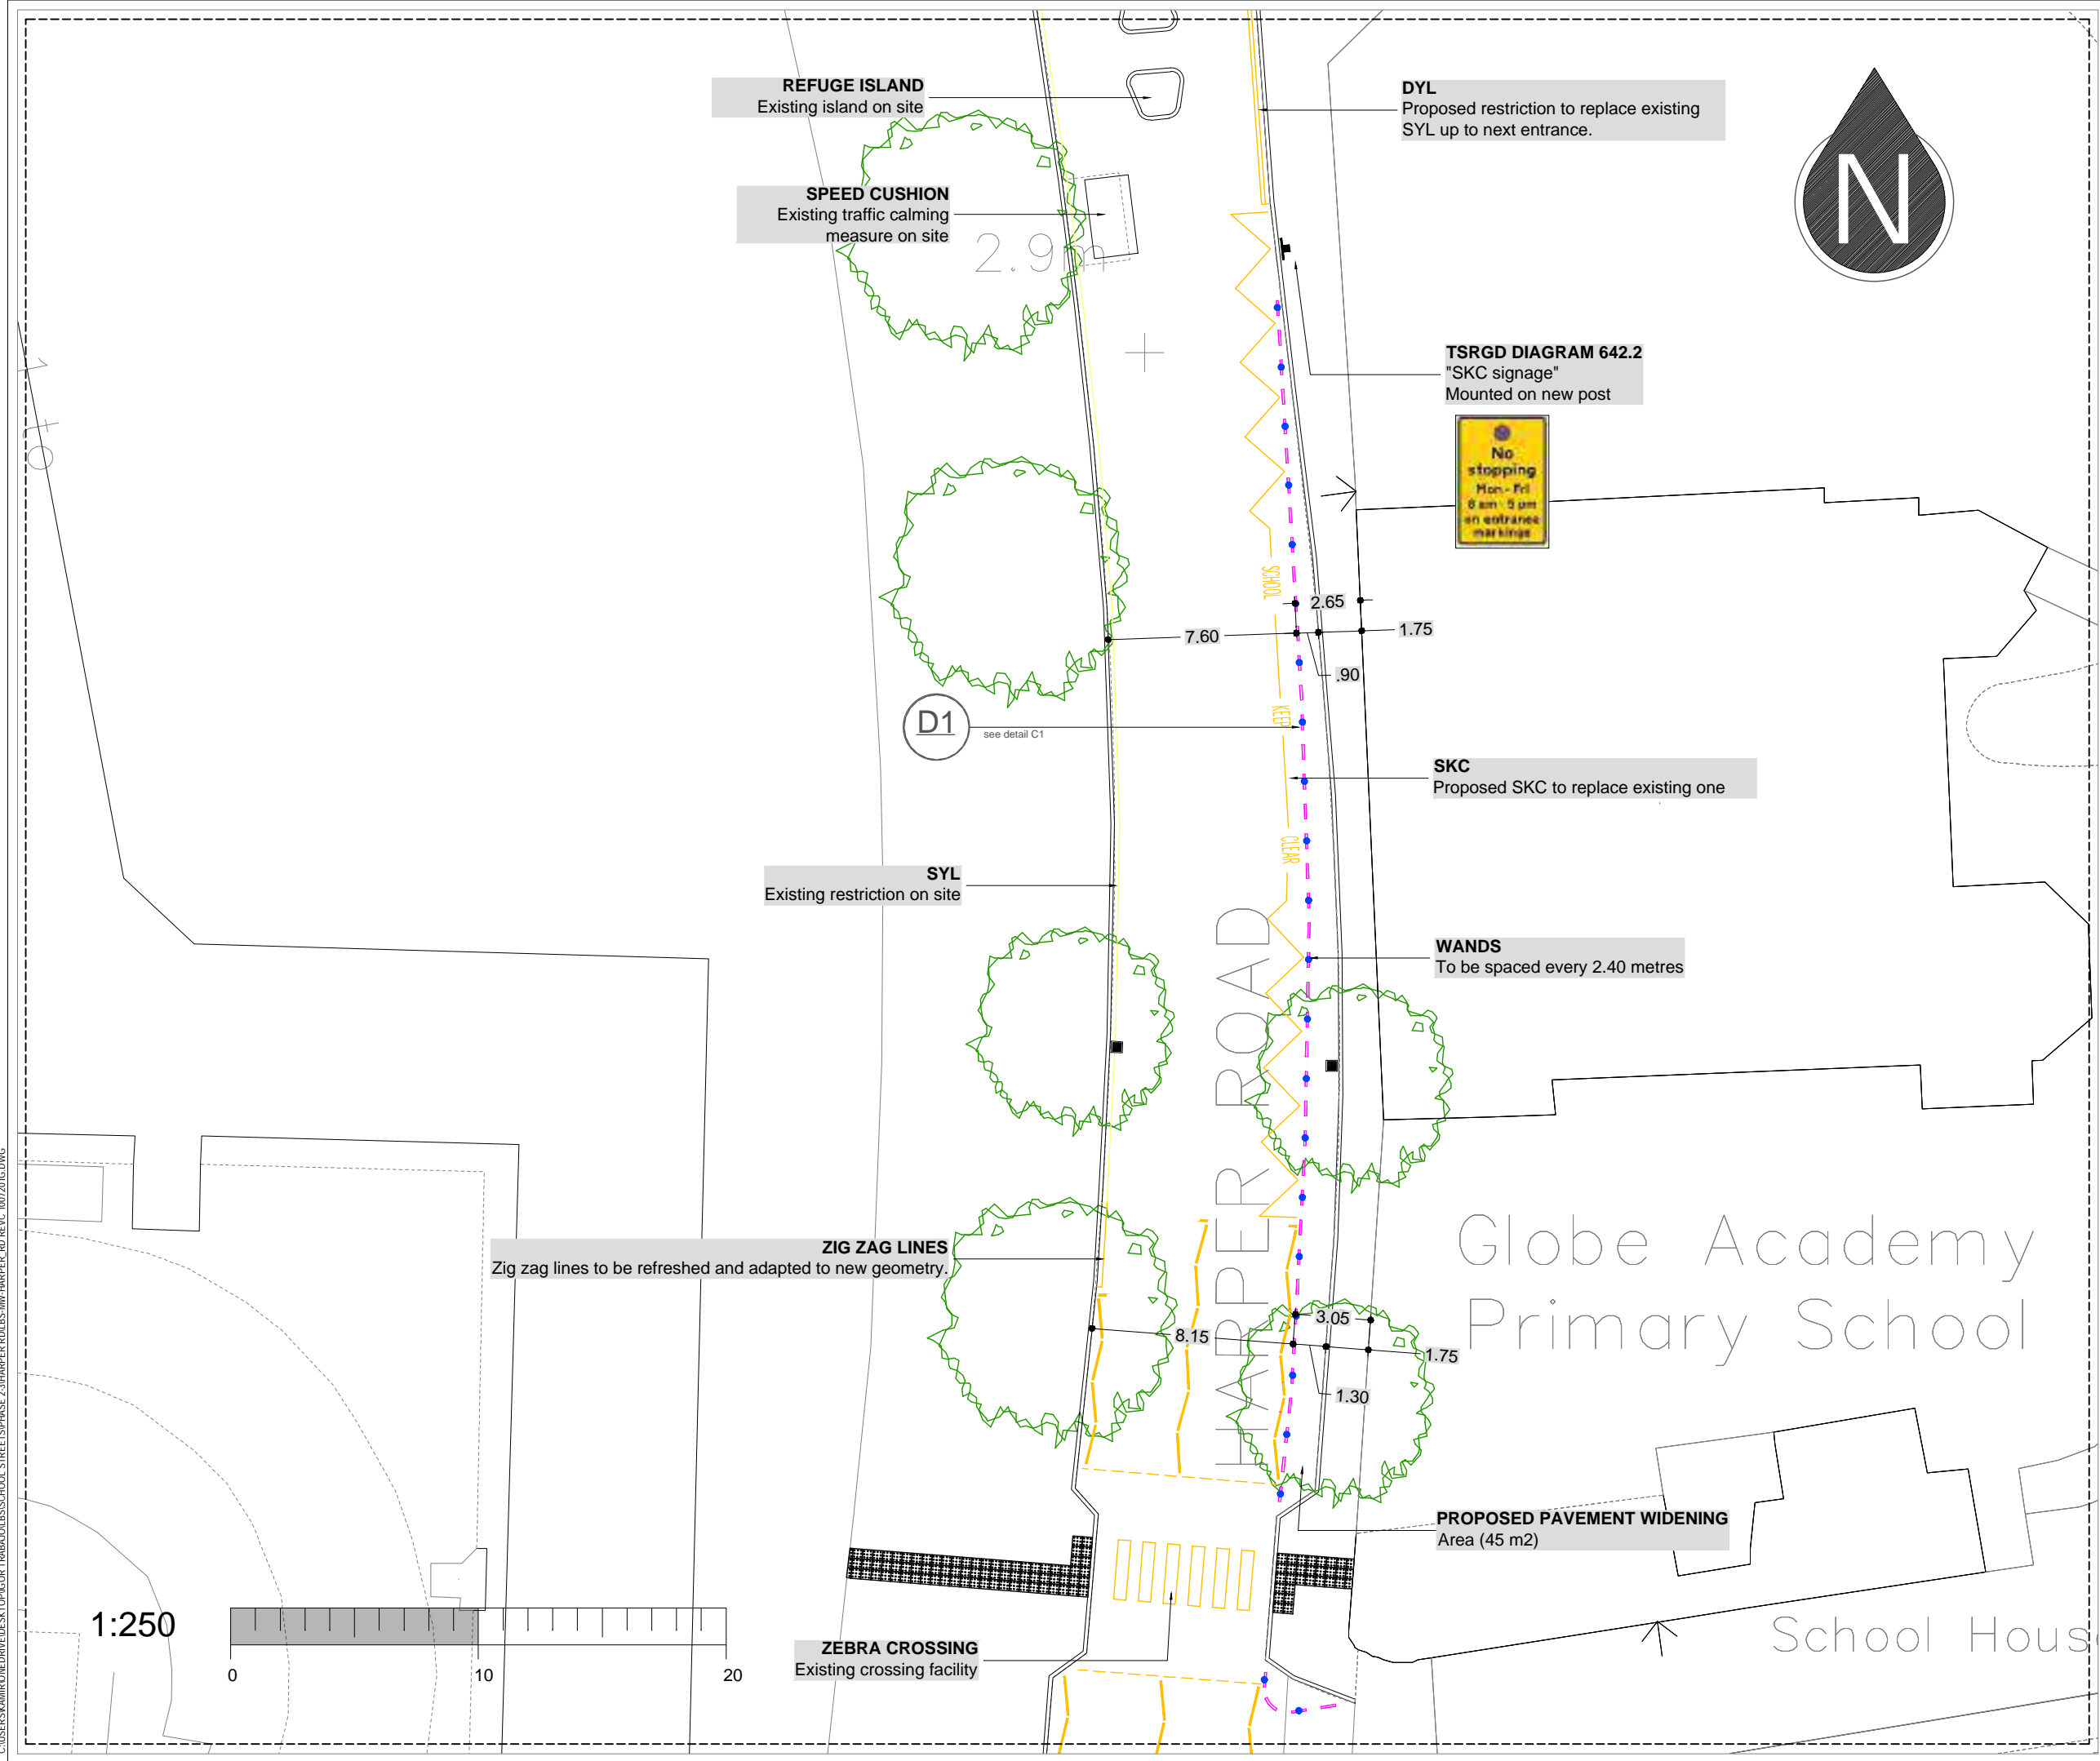 REFUGE ISLAND
Existing island on site
DYL
Proposed restriction to replace existing
SYL up to next entrance.
N
SPEED CUSHION
Existing traffic calming
measure on site
2.9m
TSRGD DIAGRAM 642.2
"SKC signage"
Mounted on new post
No
stopping
Mon - Fri
8 am - 5 pm
on entrance
markings
SCHOOL
KEEP
CLEAR
2.65
7.60
1.75
.90
D1
see detail C1
SKC
Proposed SKC to replace existing one
SYL
Existing restriction on site
WANDS
To be spaced every 2.40 metres
HARPER ROAD
Globe Academy
Primary School
ZIG ZAG LINES
Zig zag lines to be refreshed and adapted to new geometry.
3.05
8.15
1.75
1.30
PROPOSED PAVEMENT WIDENING
Area (45 m2)
1:250
0
10
20
ZEBRA CROSSING
Existing crossing facility
School Hous